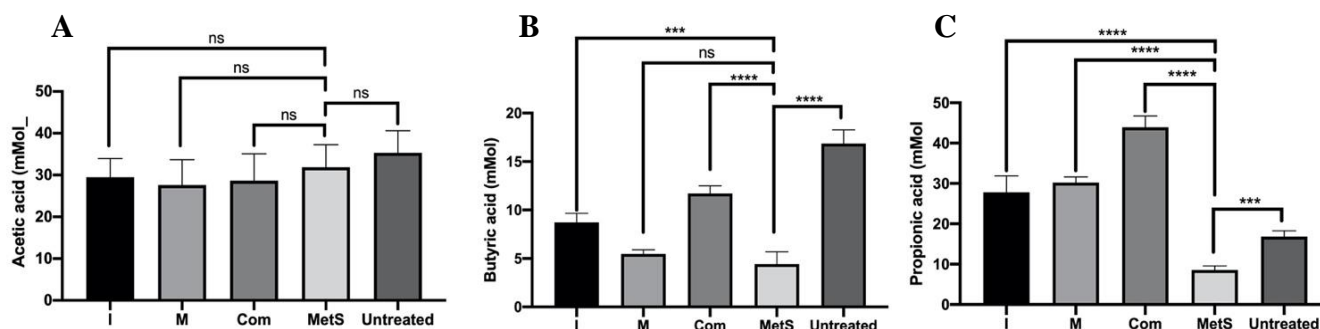 A
ns
ns
ns
ns
Acetic acid (mMol_
50
40
30
20
10
0
I
M
Com
MetS
Untreated
B
***
ns
****
****
Butyric acid (mMol)
20
15
10
5
0
I
M
Com
MetS
Untreated
C
****
****
****
***
Propionic acid (mMol
50
40
30
20
10
0
I
M
Com
MetS
Untreated